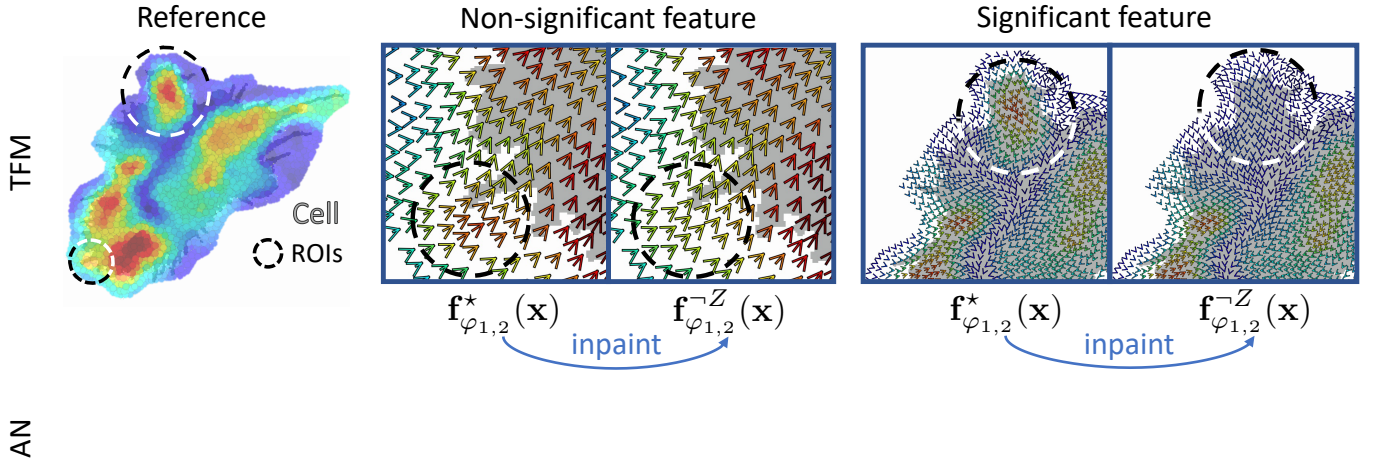 Reference
Non-significant feature
Significant feature
TFM
Cell
ROIs
f⋆φ1,2(x)
f¬Zφ1,2(x)
f⋆φ1,2(x)
f¬Zφ1,2(x)
inpaint
inpaint
AN